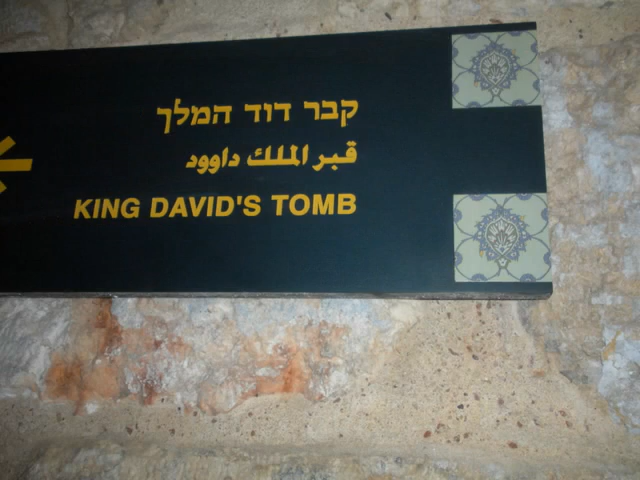 קבר דוד המלך
قبر الملك داوود
KING DAVID'S TOMB